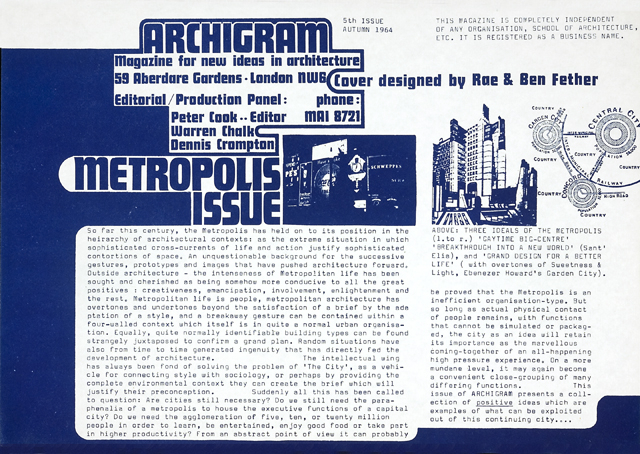 ARCHIGRAM
Magazine for new ideas in architecture
59 Aberdare Gardens · London NW6
Editorial/Production Panel: phone:
Peter Cook ·· Editor MAI 8721
Warren Chalk
Dennis Crompton
5th ISSUE
AUTUMN 1964
THIS MAGAZINE IS COMPLETELY INDEPENDENT
OF ANY ORGANISATION, SCHOOL OF ARCHITECTURE,
ETC. IT IS REGISTERED AS A BUSINESS NAME.
Cover designed by Rae & Ben Fether
METROPOLIS
ISSUE
SCHWEPPES
COUNTRY
GARDEN CITY
COUNTRY
CENTRAL CITY
COUNTRY
COUNTRY
COUNTRY
RAILWAY
HIGH ROAD
COUNTRY
So far this century, the Metropolis has held on to its position in the
heirarchy of architectural contexts: as the extreme situation in which
sophisticated cross-currents of life and action justify sophisticated
contortions of space. An unquestionable background for the successive
gestures, prototypes and images that have pushed architecture forward.
Outside architecture - the intenseness of Metropolitan life has been
sought and cherished as being somehow more conducive to all the great
positives : creativeness, emancipation, involvement, enlightenment and
the rest. Metropolitan life is people, metropolitan architecture has
overtones and undertones beyond the satisfaction of a brief by the ada
ptation of a style, and a breakaway gesture can be contained within a
four-walled context which itself is in quite a normal urban organisa-
tion. Equally, quite normally identifiable building types can be found
strangely juxtaposed to confirm a grand plan. Random situations have
also from time to time generated ingenuity that has directly fed the
development of architecture. The intellectual wing
has always been fond of solving the problem of 'The City', as a vehi-
cle for connecting style with sociology, or perhaps by providing the
complete environmental context they can create the brief which will
justify their preconception. Suddenly all this has been called
to question: Are cities still necessary? Do we still need the para-
phenalia of a metropolis to house the executive functions of a capital
city? Do we need the agglomeration of five, ten, or twenty million
people in order to learn, be entertained, enjoy good food or take part
in higher productivity? From an abstract point of view it can probably
ABOVE: THREE IDEALS OF THE METROPOLIS
(l.to r.) 'GAYTIME BIG-CENTRE'
'BREAKTHROUGH INTO A NEW WORLD' (Sant'
Elia), and 'GRAND DESIGN FOR A BETTER
LIFE' ( with overtones of Sweetness &
Light, Ebenezer Howard's Garden City).
be proved that the Metropolis is an
inefficient organisation-type. But
so long as actual physical contact
of people remains, with functions
that cannot be simulated or packag-
ed, the city as an idea will retain
its importance as the marvellous
coming-together of an all-happening
high pressure experience. On a more
mundane level, it may again become
a convenient close-grouping of many
differing functions. This
issue of ARCHIGRAM presents a coll-
ection of positive ideas which are
examples of what can be exploited
out of this continuing city....